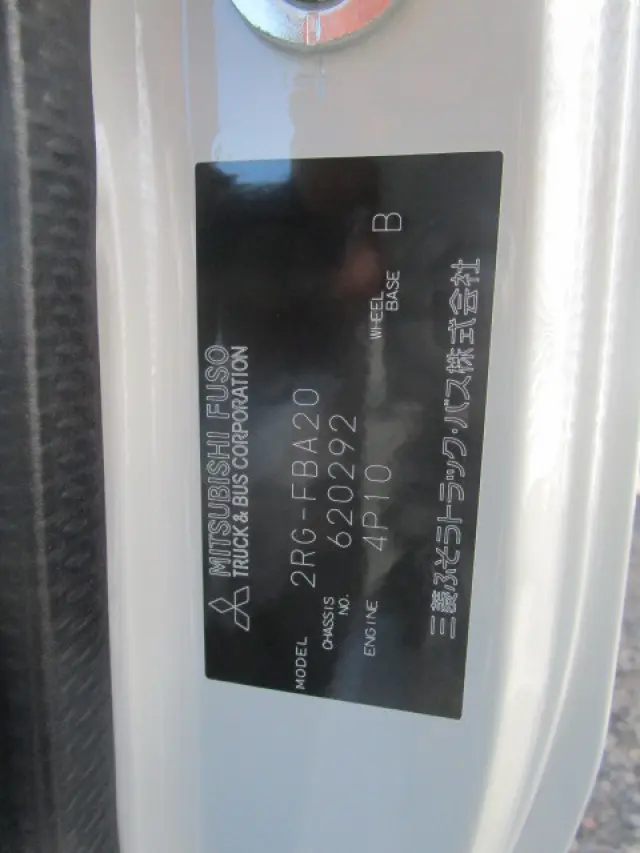 MITSUBISHI FUSO
TRUCK & BUS CORPORATION
MODEL 2RG-FBA20
CHASSIS NO. 620292
ENGINE 4P10 WHEEL BASE B
三菱ふそうトラック・バス株式会社